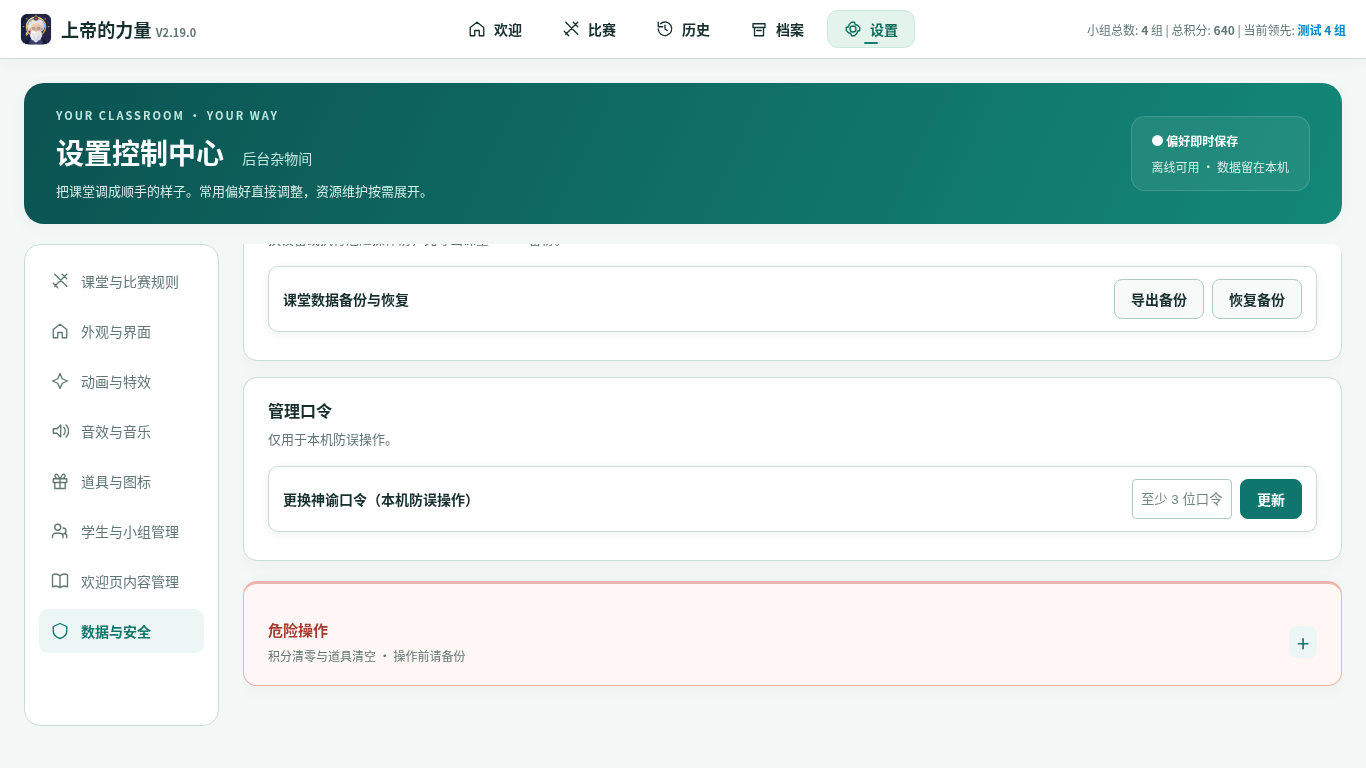 上帝的力量 V2.19.0
欢迎
比赛
历史
档案
设置
小组总数: 4 组 | 总积分: 640 | 当前领先: 测试 4 组
YOUR CLASSROOM • YOUR WAY
设置控制中心 后台杂物间
把课堂调成顺手的样子。常用偏好直接调整，资源维护按需展开。
偏好即时保存
离线可用 • 数据留在本机
课堂与比赛规则
外观与界面
动画与特效
音效与音乐
道具与图标
学生与小组管理
欢迎页内容管理
数据与安全
课堂数据备份与恢复
导出备份
恢复备份
管理口令
仅用于本机防误操作。
更换神谕口令（本机防误操作）
至少 3 位口令
更新
危险操作
积分清零与道具清空 • 操作前请备份